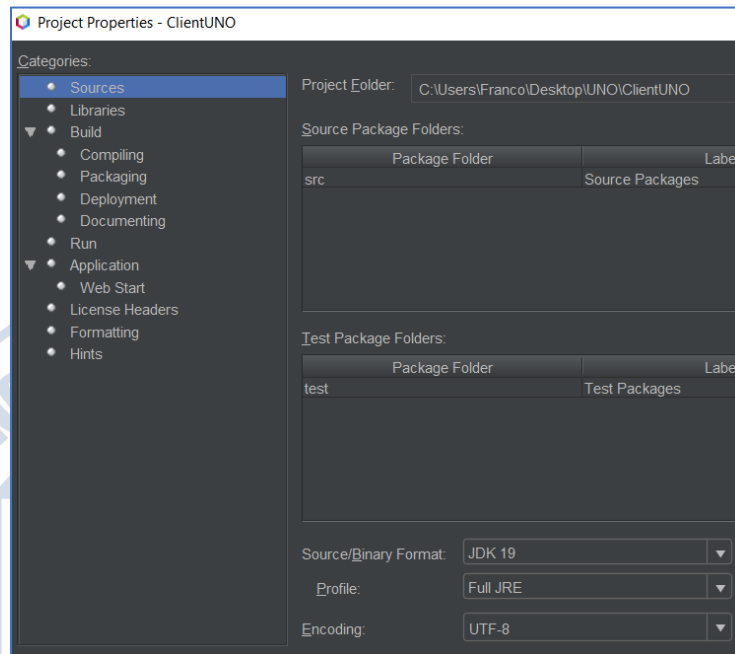 Project Properties - ClientUNO
Categories:
Sources
Libraries
Build
Compiling
Packaging
Deployment
Documenting
Run
Application
Web Start
License Headers
Formatting
Hints
Project Folder: C:\Users\Franco\Desktop\UNO\ClientUNO
Source Package Folders:
Package Folder Labe
src Source Packages
Test Package Folders:
Package Folder Labe
test Test Packages
Source/Binary Format: JDK 19
Profile: Full JRE
Encoding: UTF-8